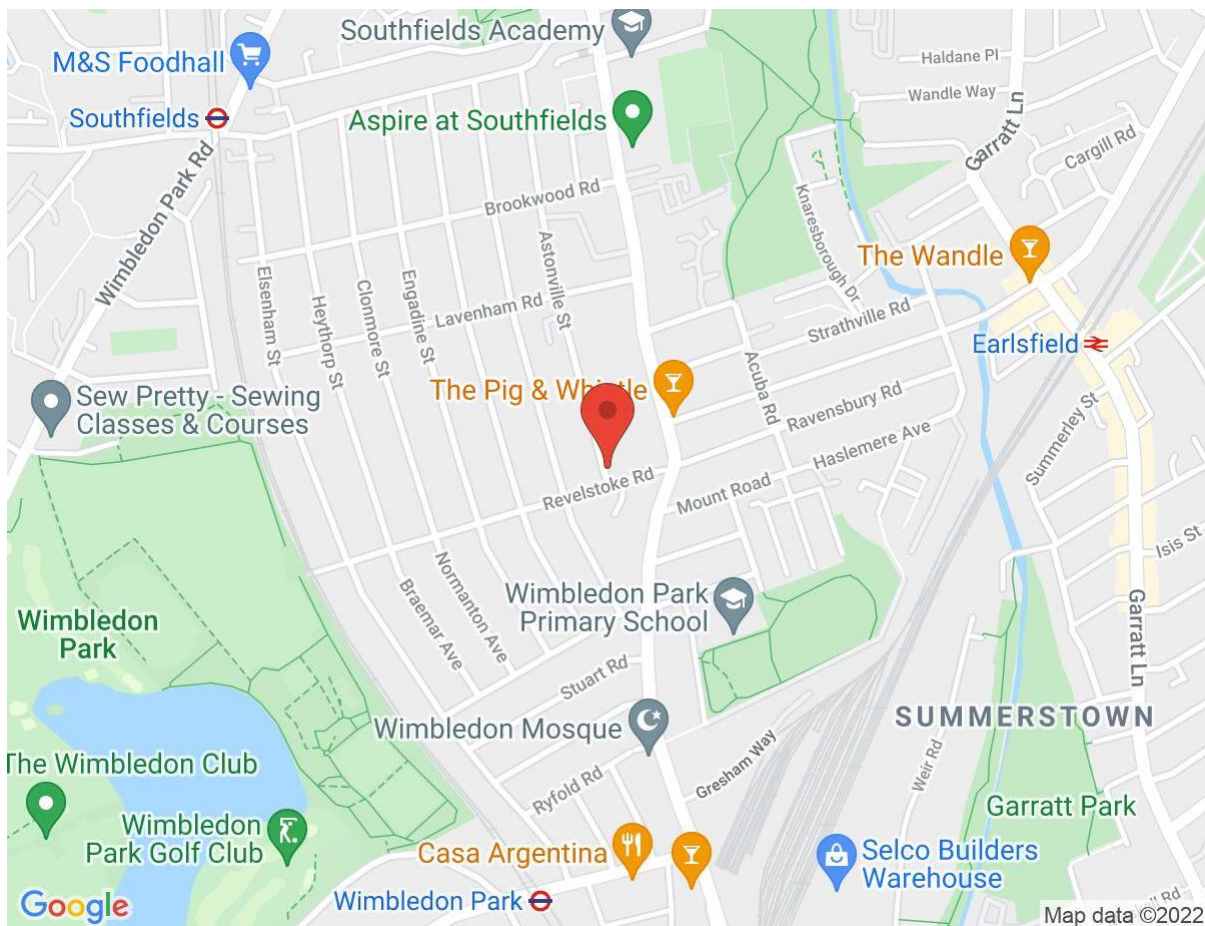 Southfields Academy
Haldane Pl
M&S Foodhall
Wandle Way
Southfields
Aspire at Southfields
Garratt Ln
Cargill Rd
Wimbledon Park Rd
Brookwood Rd
Knaresborough Dr
Astonville St
The Wandle
Elsenham St
Heythorp St
Clonmore St
Engadine St
Lavenham Rd
Strathville Rd
Earlsfield
Acuba Rd
The Pig & Whistle
Sew Pretty - Sewing
Classes & Courses
Ravensbury Rd
Summerley St
Haslemere Ave
Revelstoke Rd
Mount Road
Isis St
Braemar Ave
Normanton Ave
Wimbledon Park
Primary School
Wimbledon
Park
Garratt Ln
Stuart Rd
SUMMERSTOWN
Wimbledon Mosque
Gresham Way
Weir Rd
The Wimbledon Club
Ryfold Rd
Garratt Park
Wimbledon
Park Golf Club
Casa Argentina
Selco Builders
Warehouse
Wimbledon Park
Google
Map data ©2022